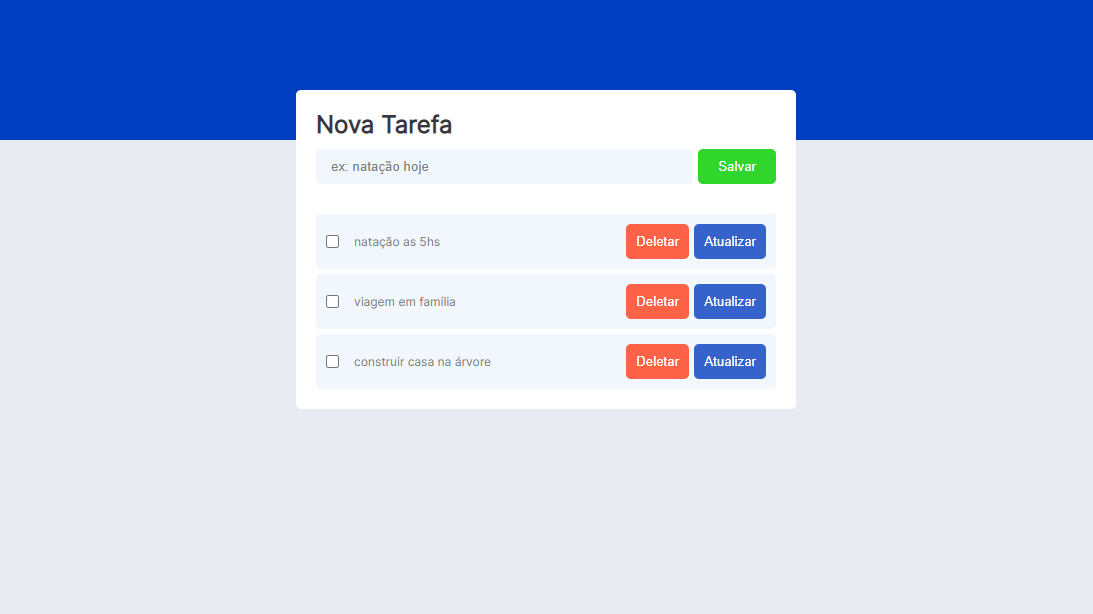 Nova Tarefa
ex: natação hoje Salvar
natação as 5hs Deletar Atualizar
viagem em família Deletar Atualizar
construir casa na árvore Deletar Atualizar